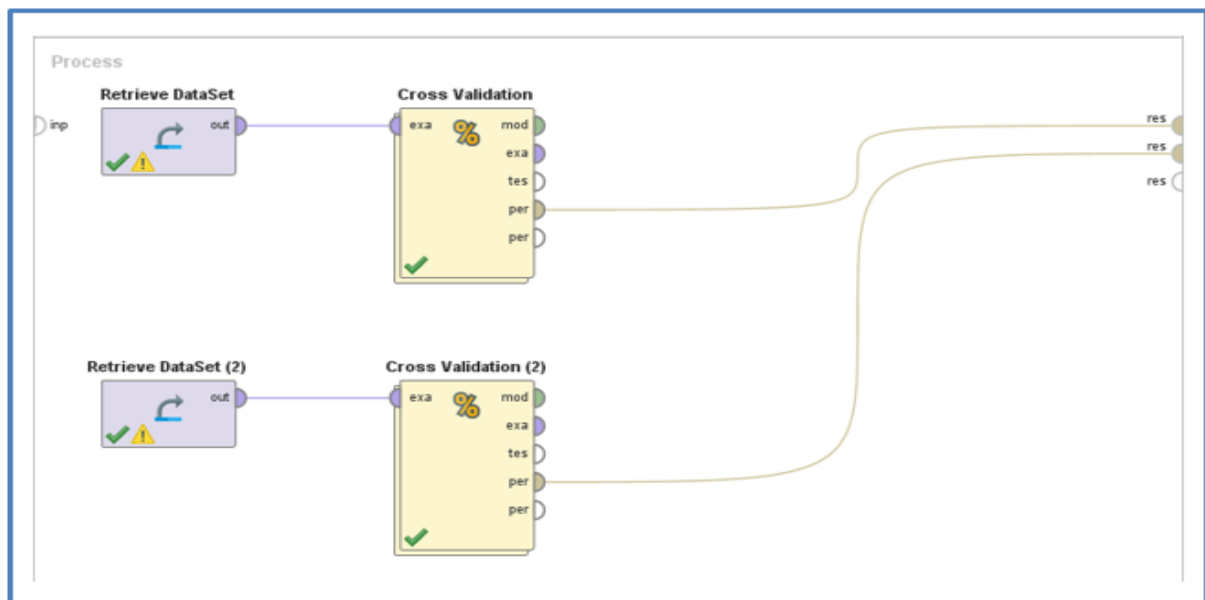 Process
Retrieve DataSet
Cross Validation
inp
out
exa
mod
exa
tes
per
per
res
res
res
Retrieve DataSet (2)
Cross Validation (2)
out
exa
mod
exa
tes
per
per